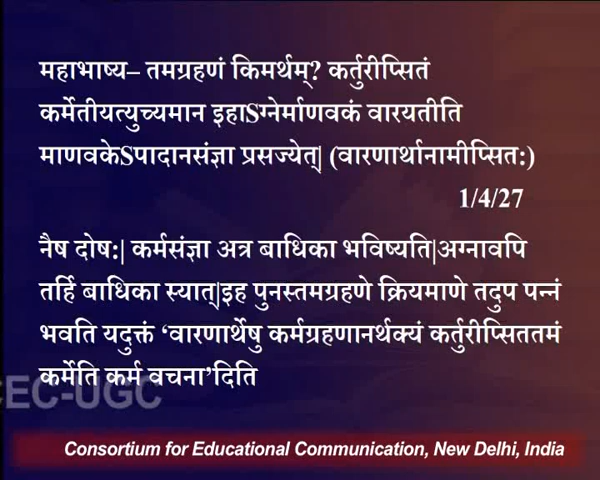 महाभाष्य– तमग्रहणं किमर्थम्? कर्तुरीप्सितं
कर्मेतीयत्युच्यमान इहाSग्नेर्माणवकं वारयतीति
माणवकेSपादानसंज्ञा प्रसज्येत्| (वारणार्थानामीप्सित:)
1/4/27
नैष दोष:| कर्मसंज्ञा अत्र बाधिका भविष्यति|अग्नावपि
तर्हि बाधिका स्यात्|इह पुनस्तमग्रहणे क्रियमाणे तदुप पन्नं
भवति यदुक्तं ‘वारणार्थेषु कर्मग्रहणानर्थक्यं कर्तुरीप्सिततमं
कर्मेति कर्म वचना’दिति
CEC-UGC
Consortium for Educational Communication, New Delhi, India